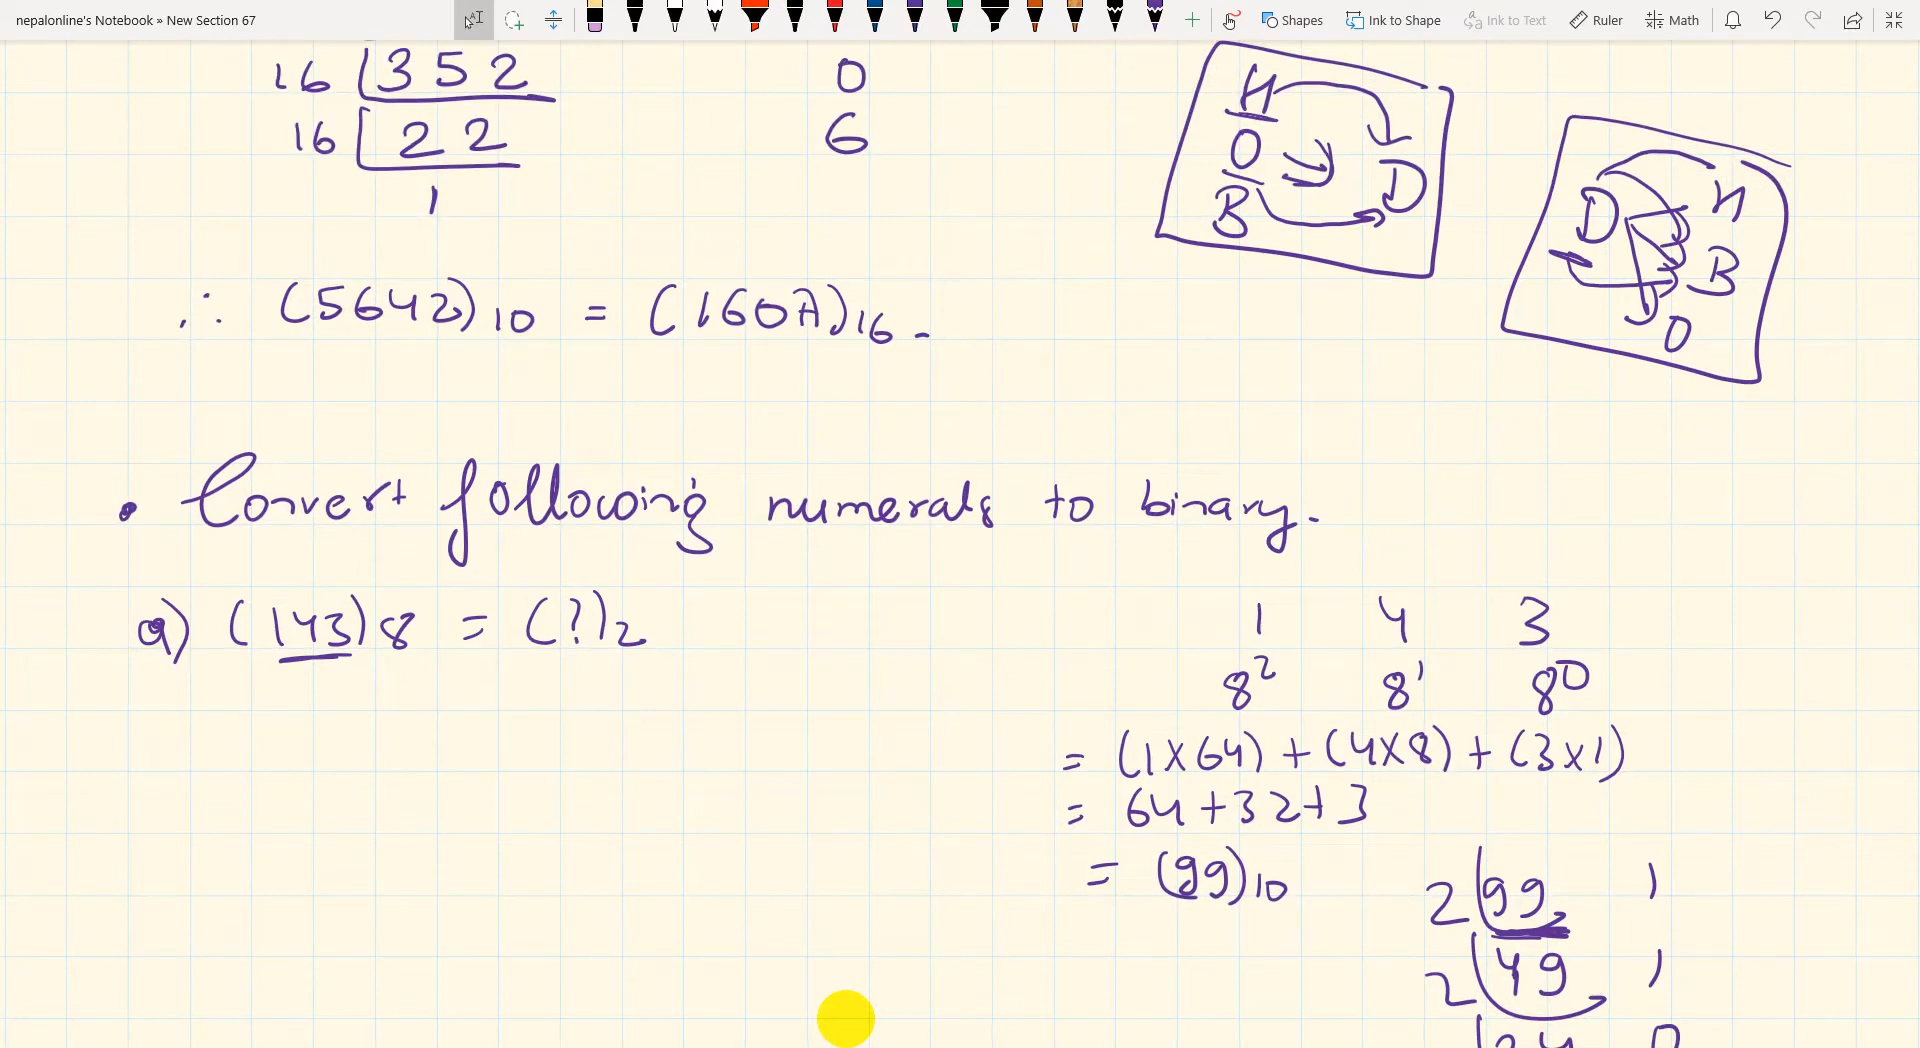 nepalonline's Notebook » New Section 67
Shapes
Ink to Shape
Ink to Text
Ruler
Math
16 352 0
16 22 6
1
∴ (5642)10 = (160A)16.
H
O D
B
D H
B
O
• Convert following numerals to binary.
a) (143)8 = (?)2
1 4 3
8² 8¹ 8⁰
= (1×64) + (4×8) + (3×1)
= 64+32+3
= (99)10
2 99 1
2 49 1
24 0